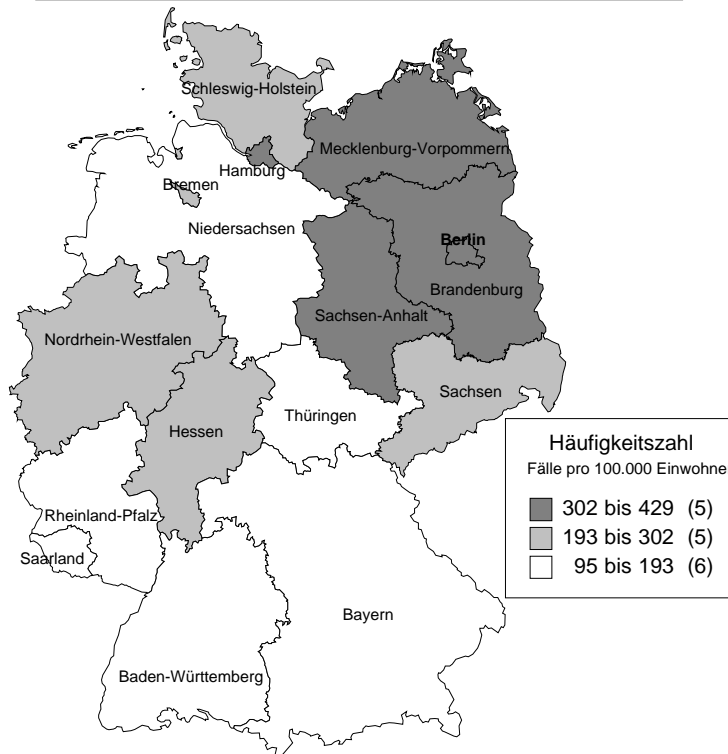 Schleswig-Holstein
Mecklenburg-Vorpommern
Hamburg
Bremen
Niedersachsen
Berlin
Brandenburg
Sachsen-Anhalt
Nordrhein-Westfalen
Sachsen
Thüringen
Hessen
Häufigkeitszahl
Fälle pro 100.000 Einwohne
302 bis 429 (5)
193 bis 302 (5)
95 bis 193 (6)
Rheinland-Pfalz
Saarland
Bayern
Baden-Württemberg